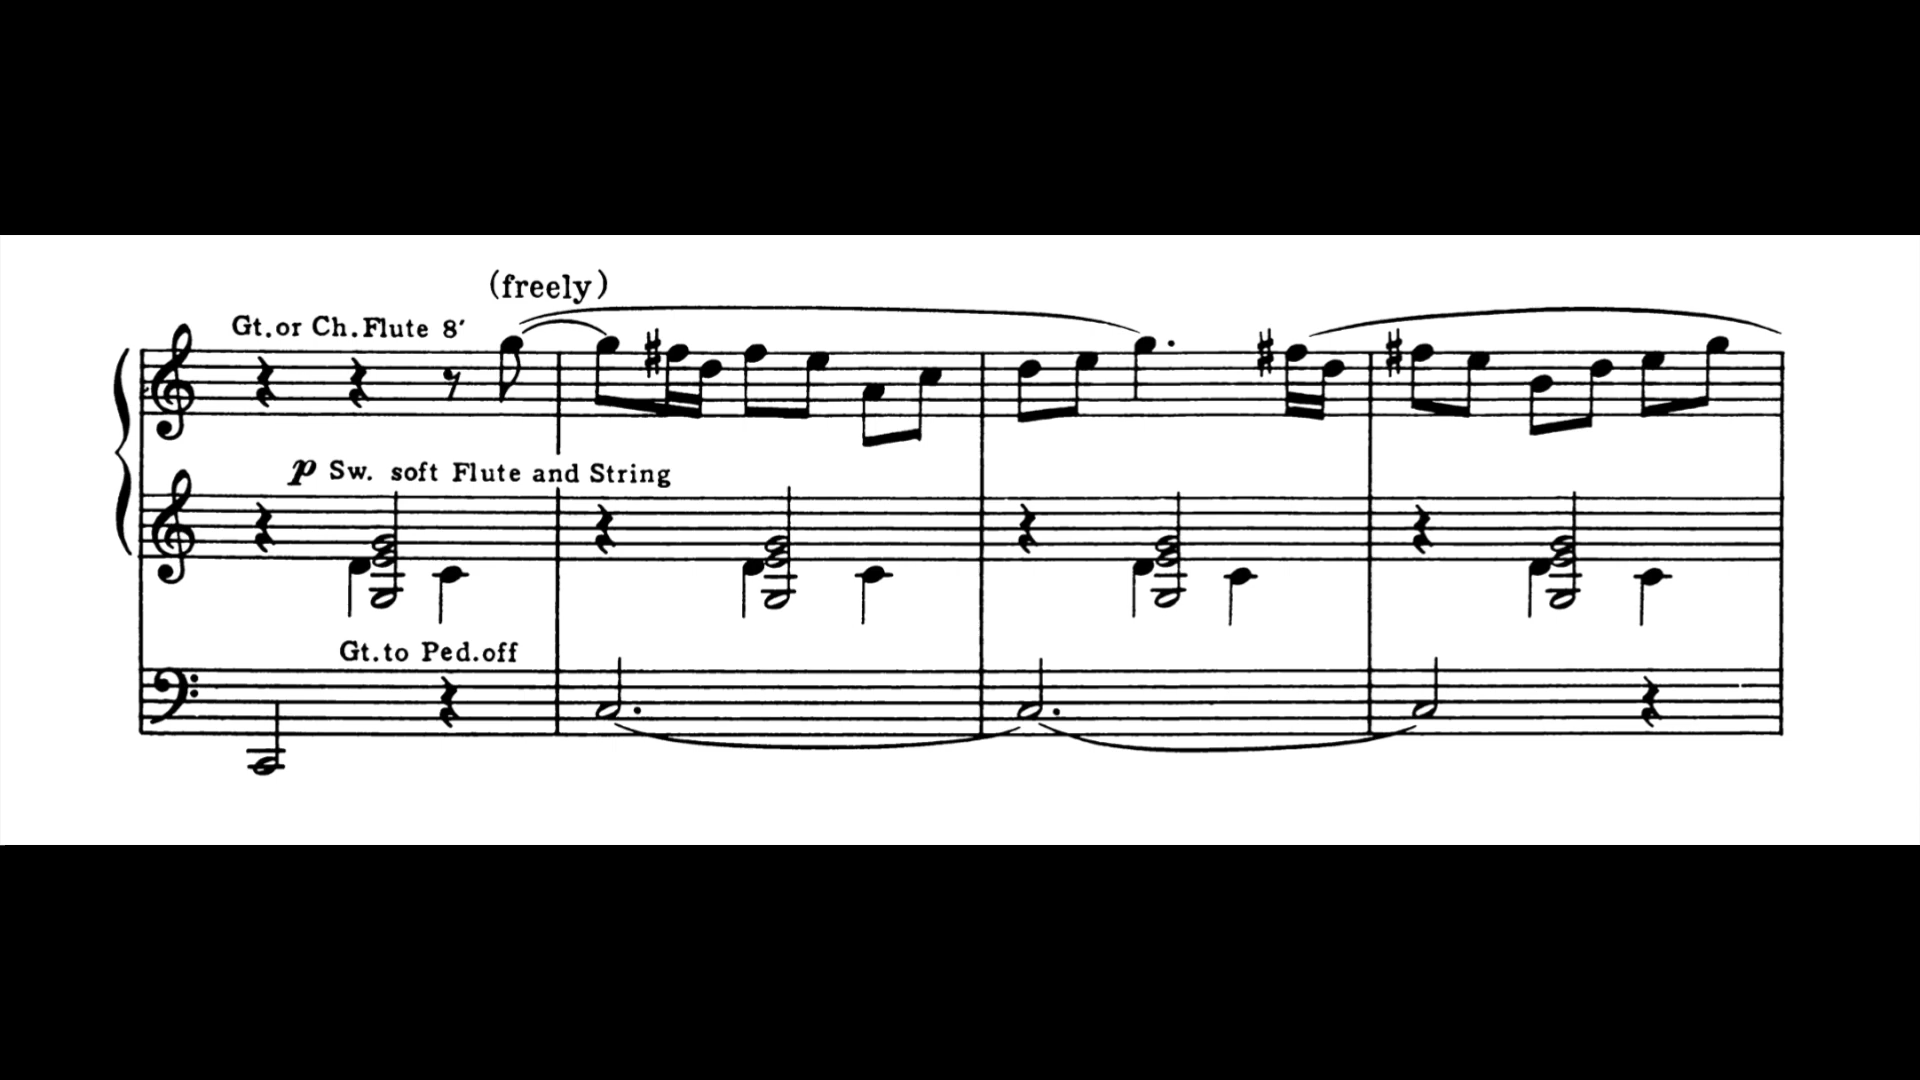 (freely)
Gt. or Ch. Flute 8′
p Sw. soft Flute and String
Gt. to Ped. off